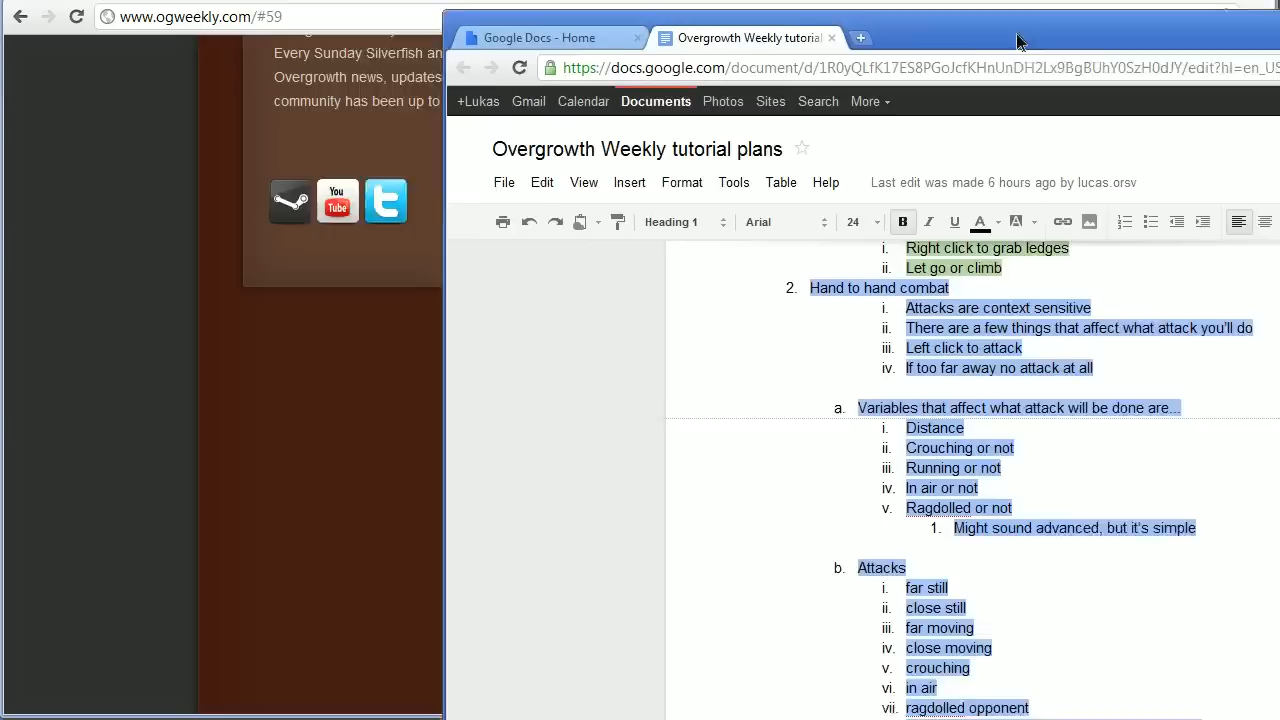 www.ogweekly.com/#59
Every Sunday Silverfish an
Overgrowth news, updates
community has been up to
You
Tube
Google Docs - Home
Overgrowth Weekly tutorial
https://docs.google.com/document/d/1R0yQLfK17ES8PGoJcfKHnUnDH2Lx9BgBUhY0SzH0dJY/edit?hl=en_US
+Lukas Gmail Calendar Documents Photos Sites Search More
Overgrowth Weekly tutorial plans
File Edit View Insert Format Tools Table Help Last edit was made 6 hours ago by lucas.orsv
Heading 1 Arial 24 B I U A A
i. Right click to grab ledges
ii. Let go or climb
2. Hand to hand combat
i. Attacks are context sensitive
ii. There are a few things that affect what attack you'll do
iii. Left click to attack
iv. If too far away no attack at all
a. Variables that affect what attack will be done are...
i. Distance
ii. Crouching or not
iii. Running or not
iv. In air or not
v. Ragdolled or not
1. Might sound advanced, but it's simple
b. Attacks
i. far still
ii. close still
iii. far moving
iv. close moving
v. crouching
vi. in air
vii. ragdolled opponent